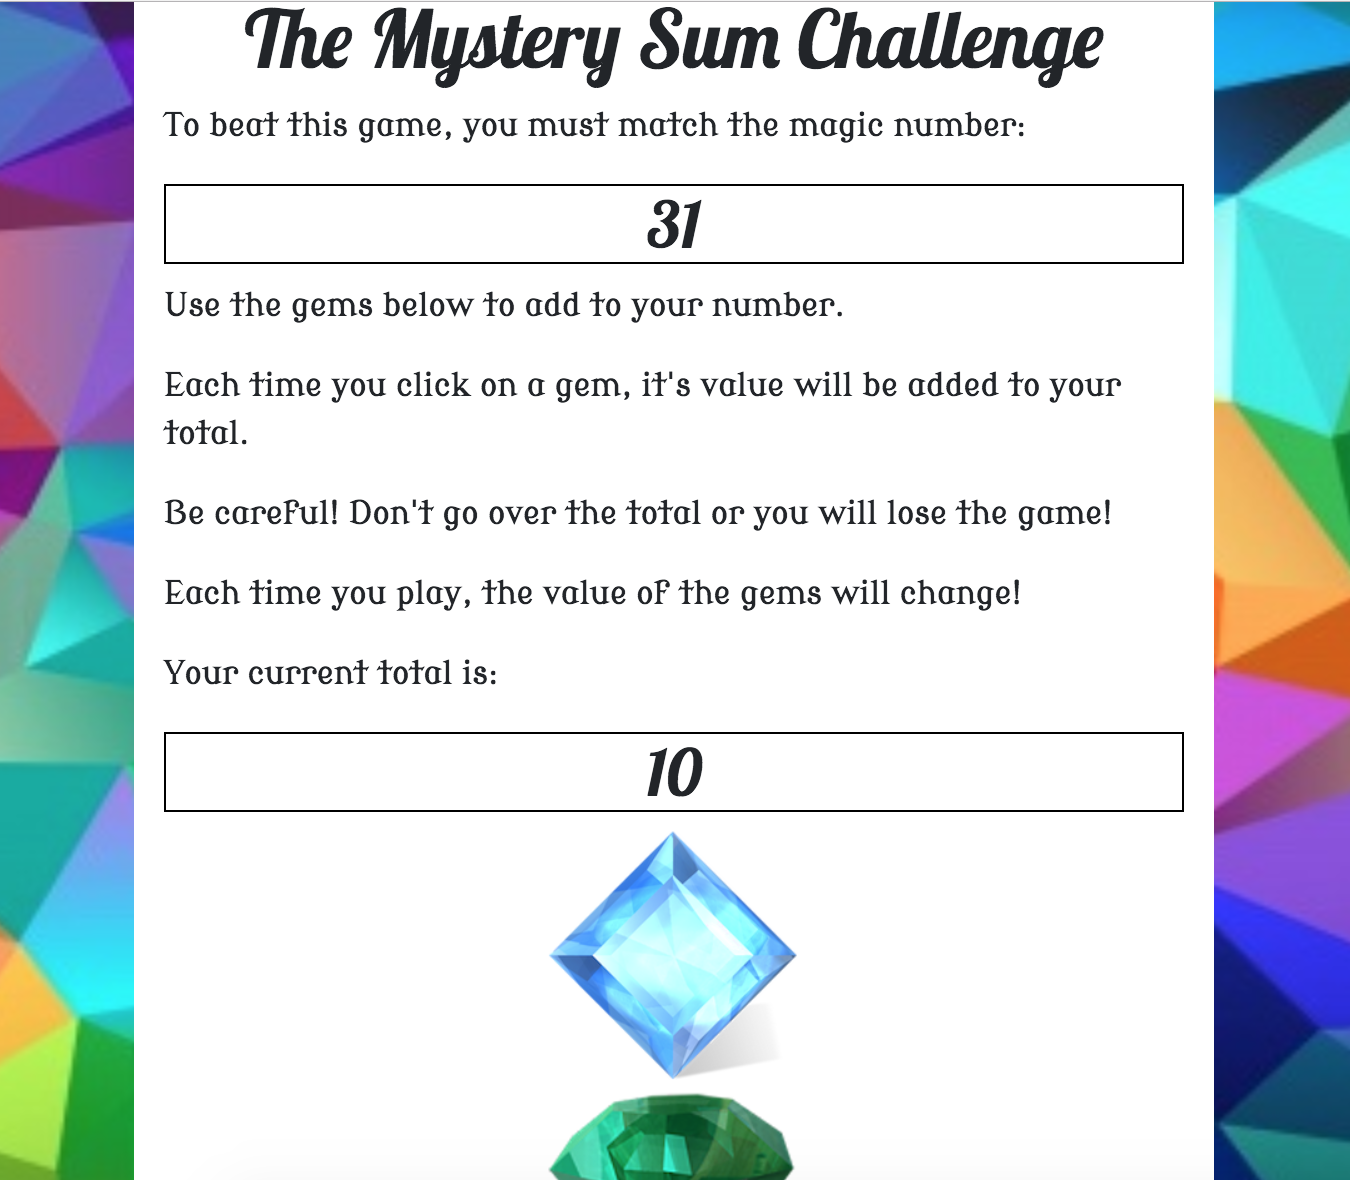 The Mystery Sum Challenge
To beat this game, you must match the magic number:
31
Use the gems below to add to your number.
Each time you click on a gem, it's value will be added to your
total.
Be careful! Don't go over the total or you will lose the game!
Each time you play, the value of the gems will change!
Your current total is:
10